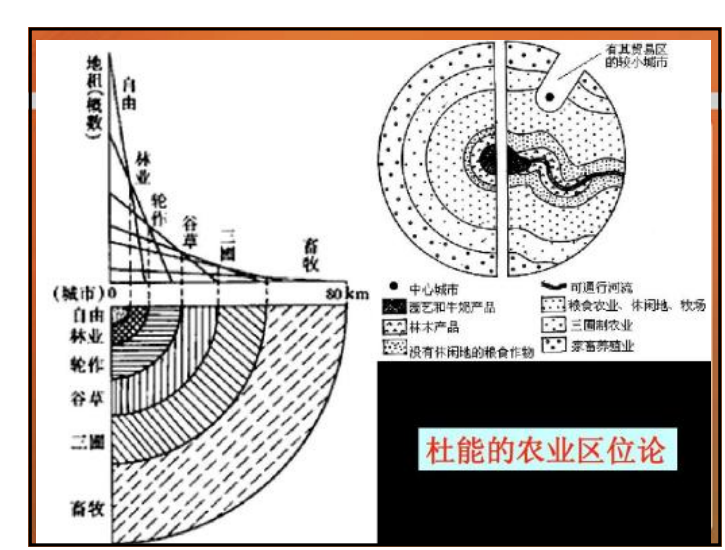 地租(概数)
自由
林业
轮作
谷草
三圃
畜牧
(城市) 0
80 km
自由
林业
轮作
谷草
三圃
畜牧
有其贸易区
的较小城市
中心城市
园艺和牛奶产品
林木产品
没有休闲地的粮食作物
可通行河流
粮食农业、休闲地、牧场
三圃制农业
家畜养殖业
杜能的农业区位论